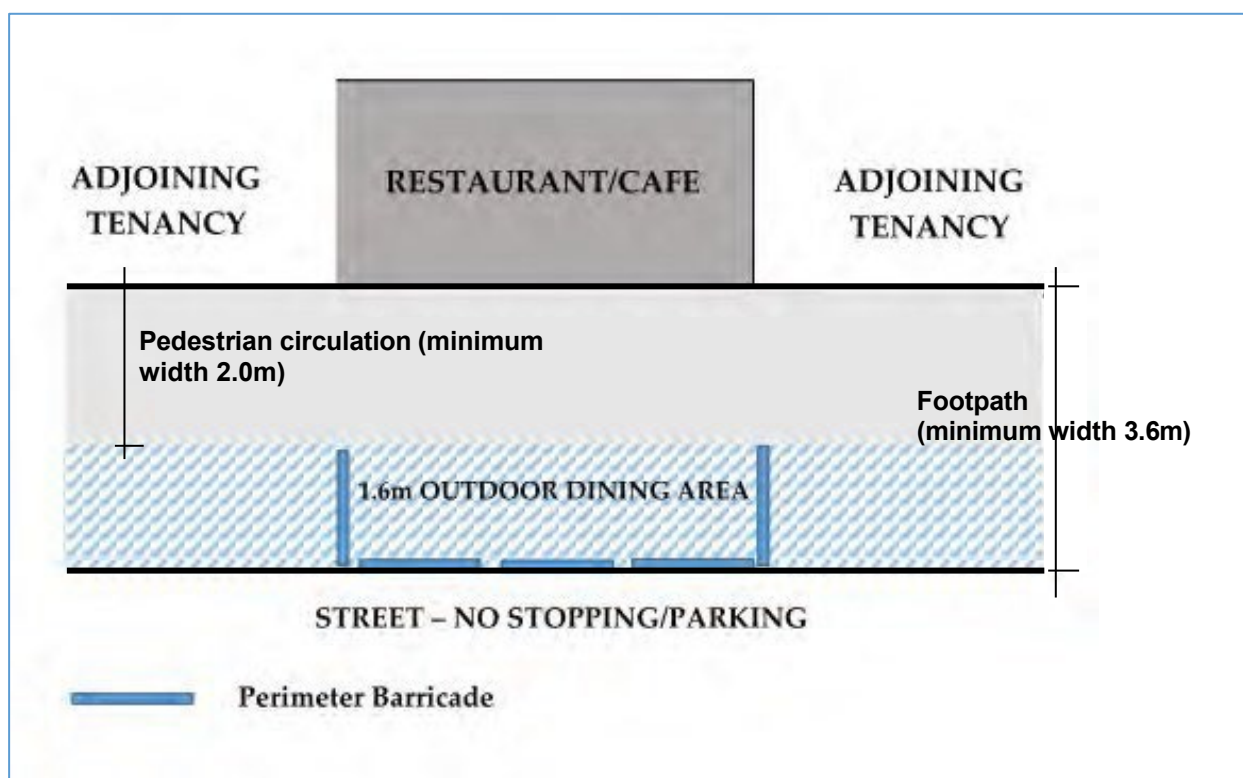 ADJOINING
TENANCY
RESTAURANT/CAFE
ADJOINING
TENANCY
Pedestrian circulation (minimum
width 2.0m)
Footpath
(minimum width 3.6m)
1.6m OUTDOOR DINING AREA
STREET – NO STOPPING/PARKING
Perimeter Barricade